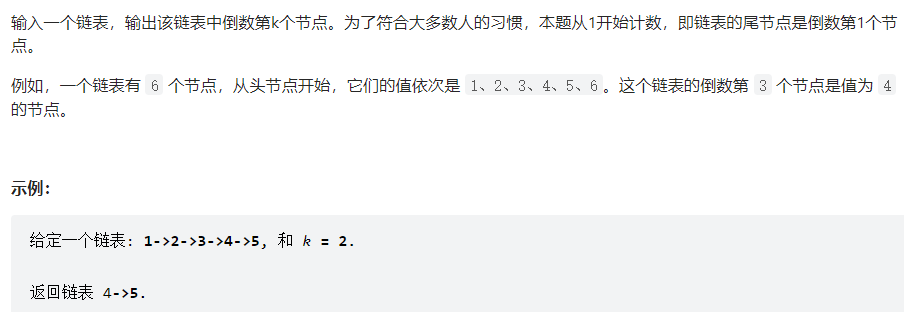 输入一个链表，输出该链表中倒数第k个节点。为了符合大多数人的习惯，本题从1开始计数，即链表的尾节点是倒数第1个节
点。
例如，一个链表有 6 个节点，从头节点开始，它们的值依次是 1、2、3、4、5、6。这个链表的倒数第 3 个节点是值为 4
的节点。
示例：
给定一个链表: 1->2->3->4->5, 和 k = 2.
返回链表 4->5.